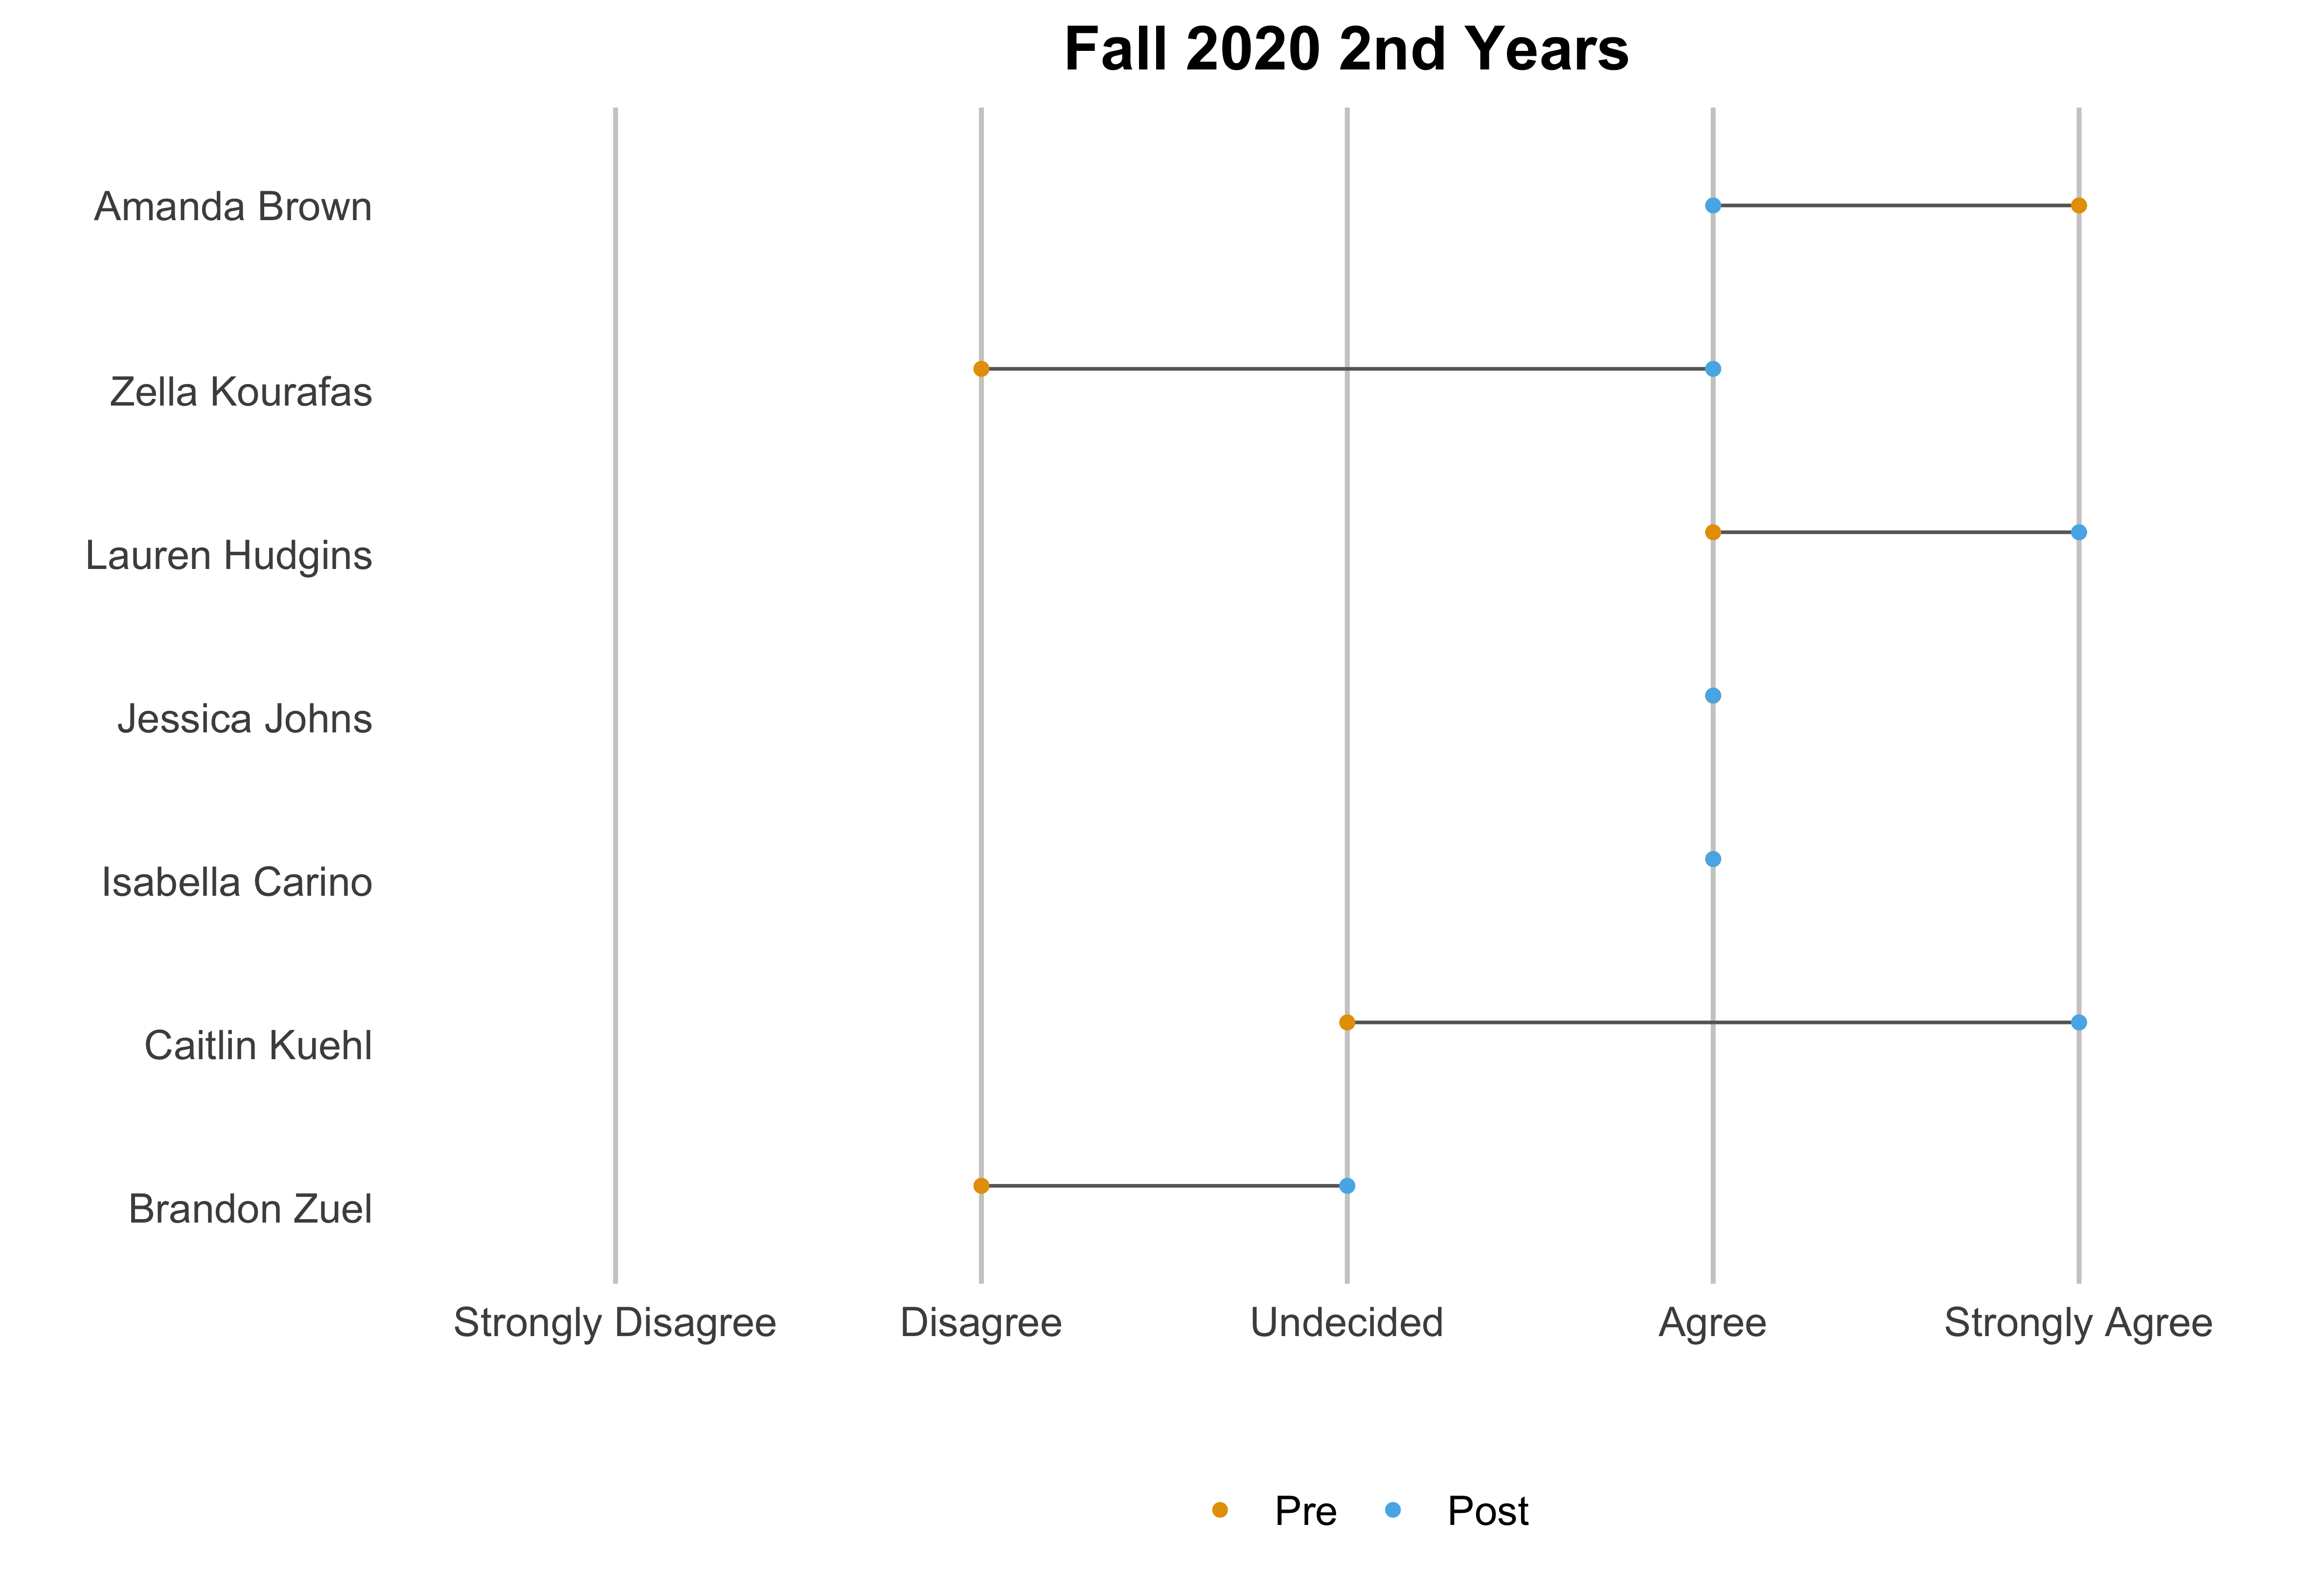 Fall 2020 2nd Years
Amanda Brown
Zella Kourafas
Lauren Hudgins
Jessica Johns
Isabella Carino
Caitlin Kuehl
Brandon Zuel
Strongly Disagree Disagree Undecided Agree Strongly Agree
Pre Post